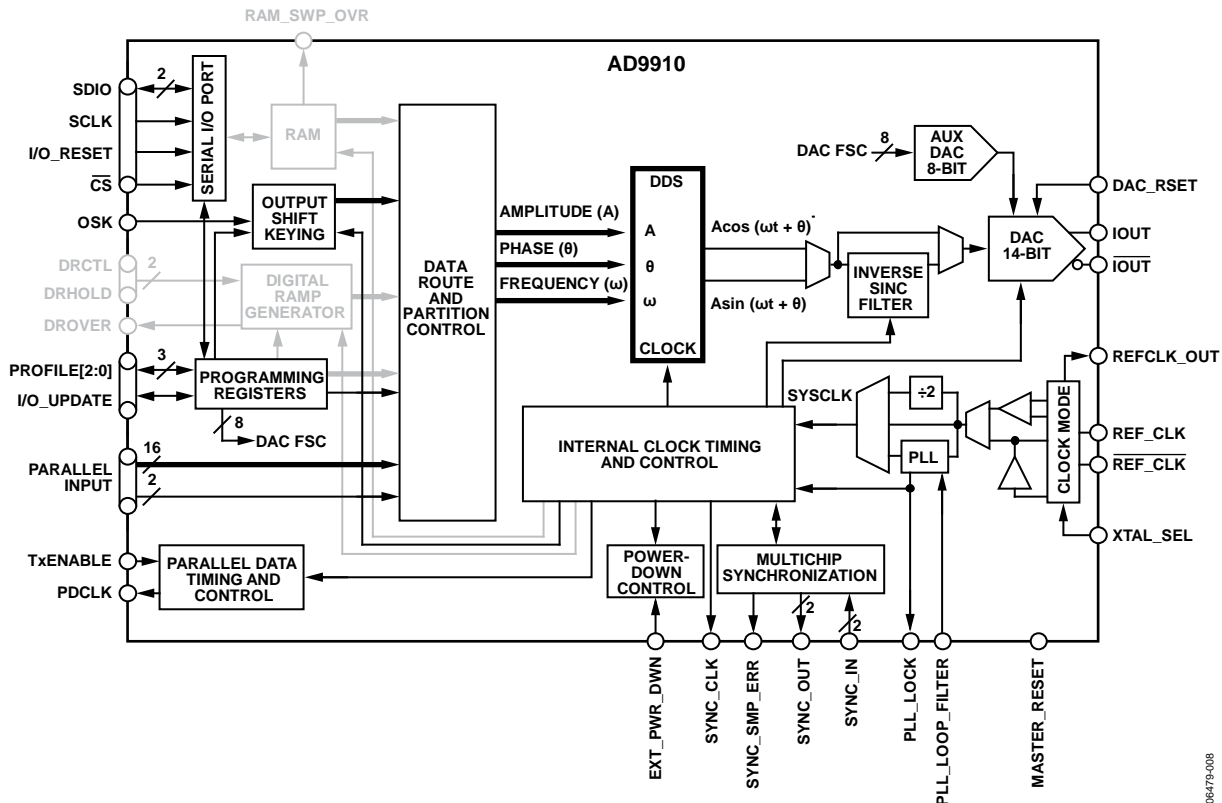 RAM_SWP_OVR
AD9910
2
SDIO
SCLK
I/O_RESET
CS
SERIAL I/O PORT
RAM
OSK
OUTPUT
SHIFT
KEYING
DRCTL
2
DRHOLD
DROVER
DIGITAL
RAMP
GENERATOR
PROFILE[2:0]
3
I/O_UPDATE
PROGRAMMING
REGISTERS
8
DAC FSC
PARALLEL
INPUT
16
2
TxENABLE
PDCLK
PARALLEL DATA
TIMING AND
CONTROL
DATA
ROUTE
AND
PARTITION
CONTROL
AMPLITUDE (A)
PHASE (θ)
FREQUENCY (ω)
DDS
A
θ
ω
CLOCK
Acos (ωt + θ)
Asin (ωt + θ)
INVERSE
SINC
FILTER
DAC FSC
8
AUX
DAC
8-BIT
DAC
14-BIT
DAC_RSET
IOUT
IOUT
REFCLK_OUT
REF_CLK
REF_CLK
XTAL_SEL
CLOCK MODE
SYSCLK
÷2
PLL
INTERNAL CLOCK TIMING
AND CONTROL
POWER-
DOWN
CONTROL
MULTICHIP
SYNCHRONIZATION
2
2
EXT_PWR_DWN
SYNC_CLK
SYNC_SMP_ERR
SYNC_OUT
SYNC_IN
PLL_LOCK
PLL_LOOP_FILTER
MASTER_RESET
06479-008